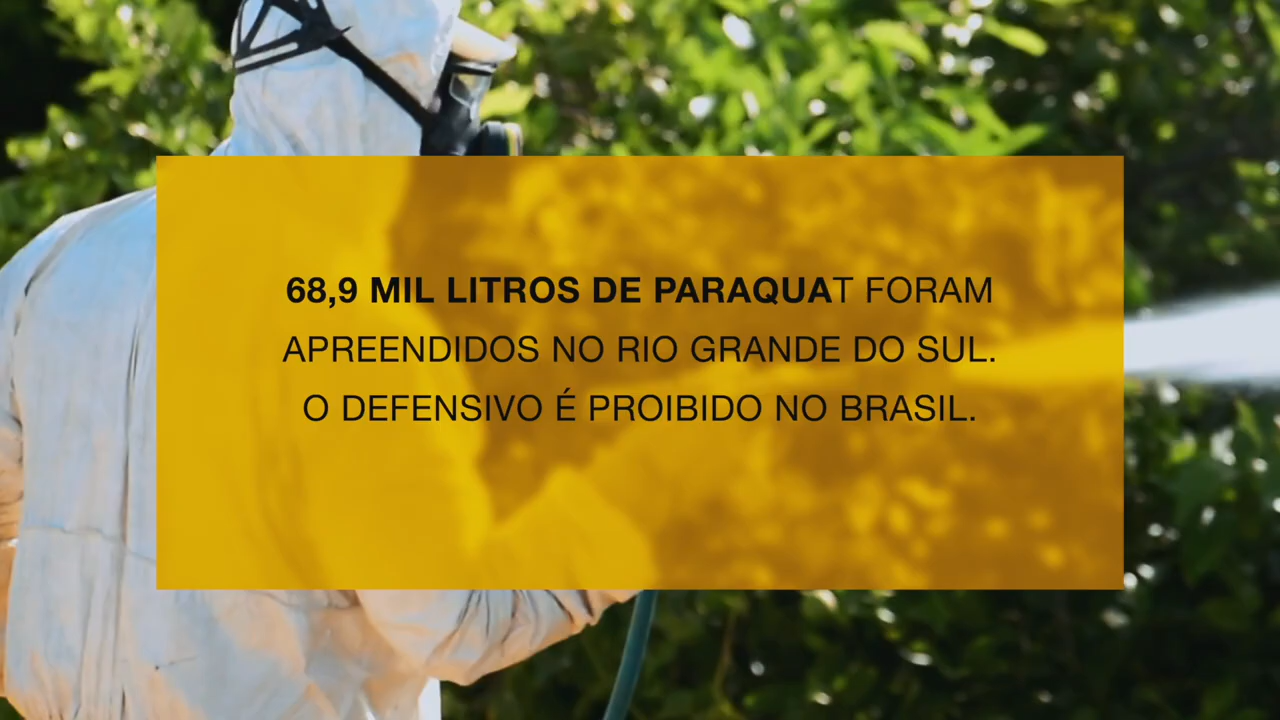 68,9 MIL LITROS DE PARAQUAT FORAM
APREENDIDOS NO RIO GRANDE DO SUL.
O DEFENSIVO É PROIBIDO NO BRASIL.